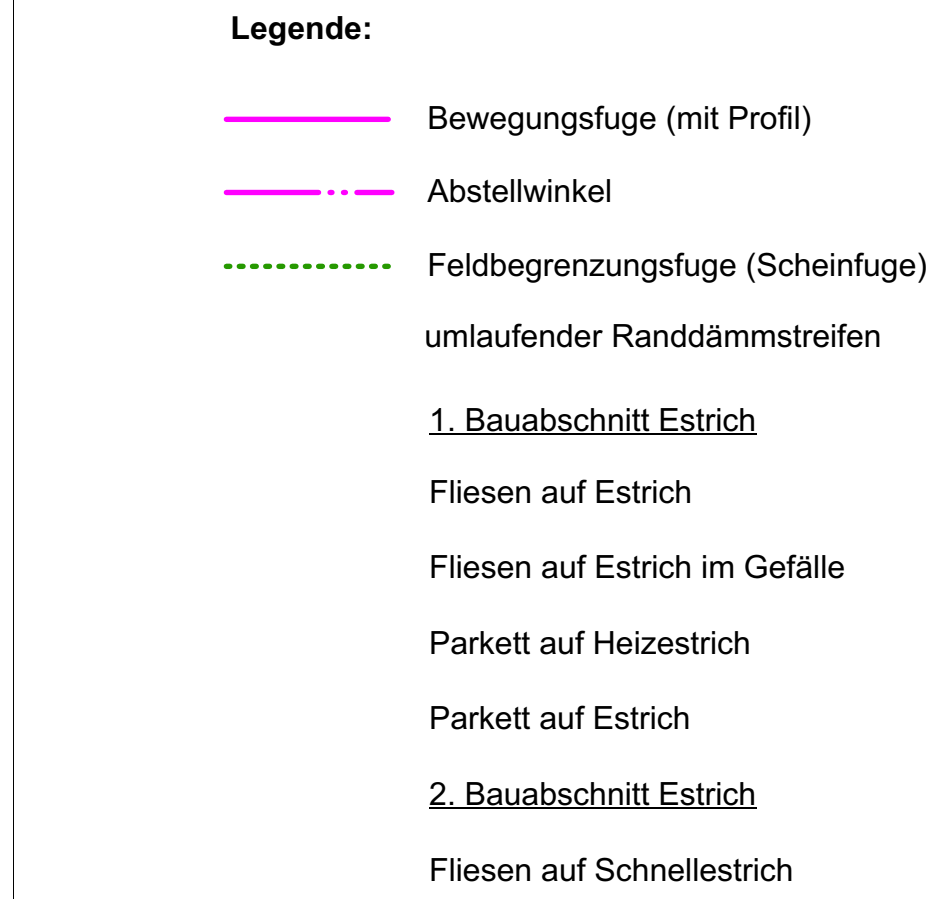 Legende:
Bewegungsfuge (mit Profil)
Abstellwinkel
Feldbegrenzungsfuge (Scheinfuge)
umlaufender Randdämmstreifen
1. Bauabschnitt Estrich
Fliesen auf Estrich
Fliesen auf Estrich im Gefälle
Parkett auf Heizestrich
Parkett auf Estrich
2. Bauabschnitt Estrich
Fliesen auf Schnellestrich